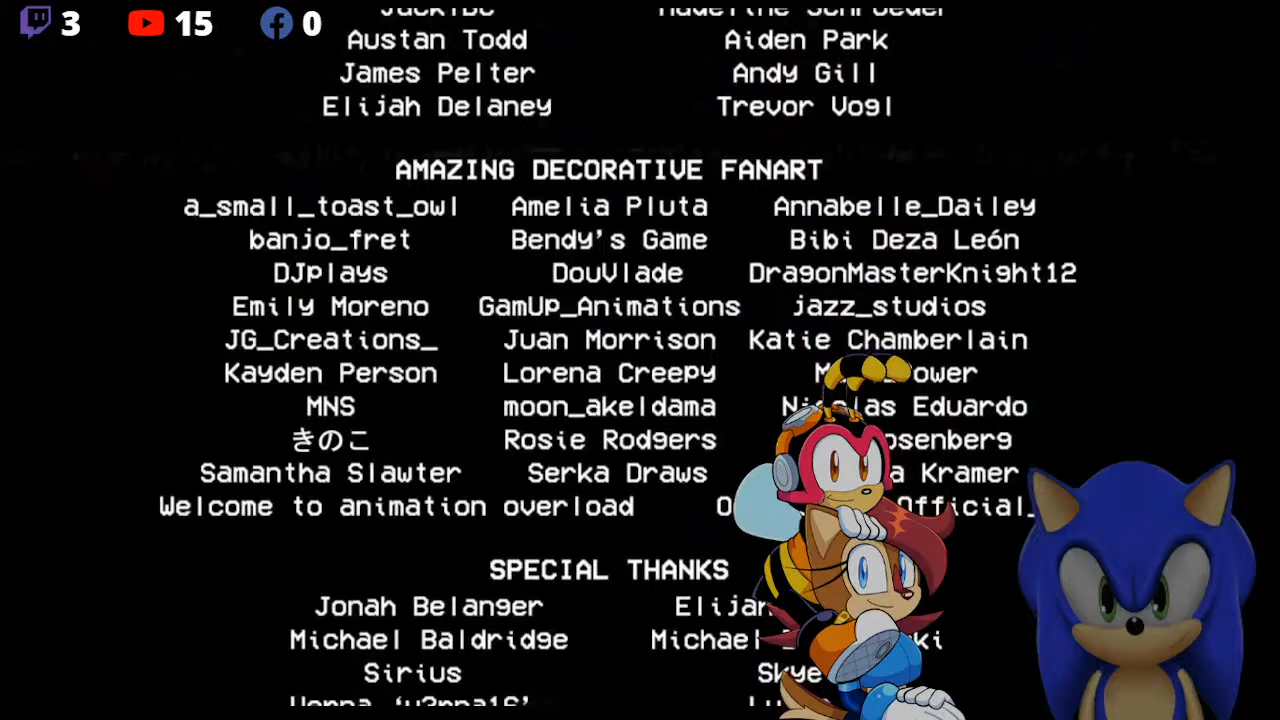 3 15 0
Austan Todd Aiden Park
James Pelter Andy Gill
Elijah Delaney Trevor Vogl
AMAZING DECORATIVE FANART
a_small_toast_owl Amelia Pluta Annabelle_Dailey
banjo_fret Bendy's Game Bibi Deza León
DJplays DouVlade DragonMasterKnight12
Emily Moreno GamUp_Animations jazz_studios
JG_Creations_ Juan Morrison Katie Chamberlain
Kayden Person Lorena Creepy
MNS moon_akeldama Eduardo
きのこ Rosie Rodgers
Samantha Slawter Serka Draws Kramer
Welcome to animation overload
SPECIAL THANKS
Jonah Belanger
Michael Baldridge Michael
Sirius